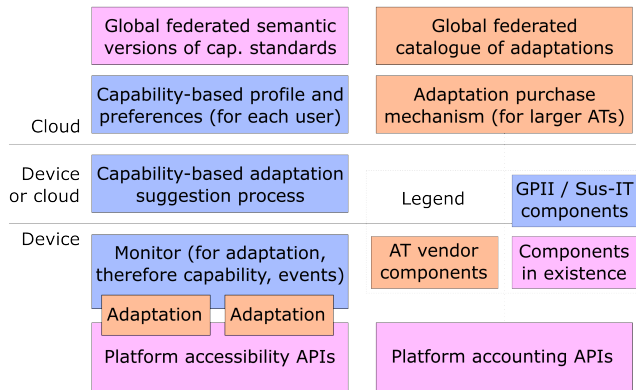 Global federated semantic
versions of cap. standards
Global federated
catalogue of adaptations
Capability-based profile and
preferences (for each user)
Adaptation purchase
mechanism (for larger ATs)
Cloud
Device
or cloud
Capability-based adaptation
suggestion process
Legend
GPII / Sus-IT
components
Device
Monitor (for adaptation,
therefore capability, events)
AT vendor
components
Components
in existence
Adaptation
Adaptation
Platform accessibility APIs
Platform accounting APIs